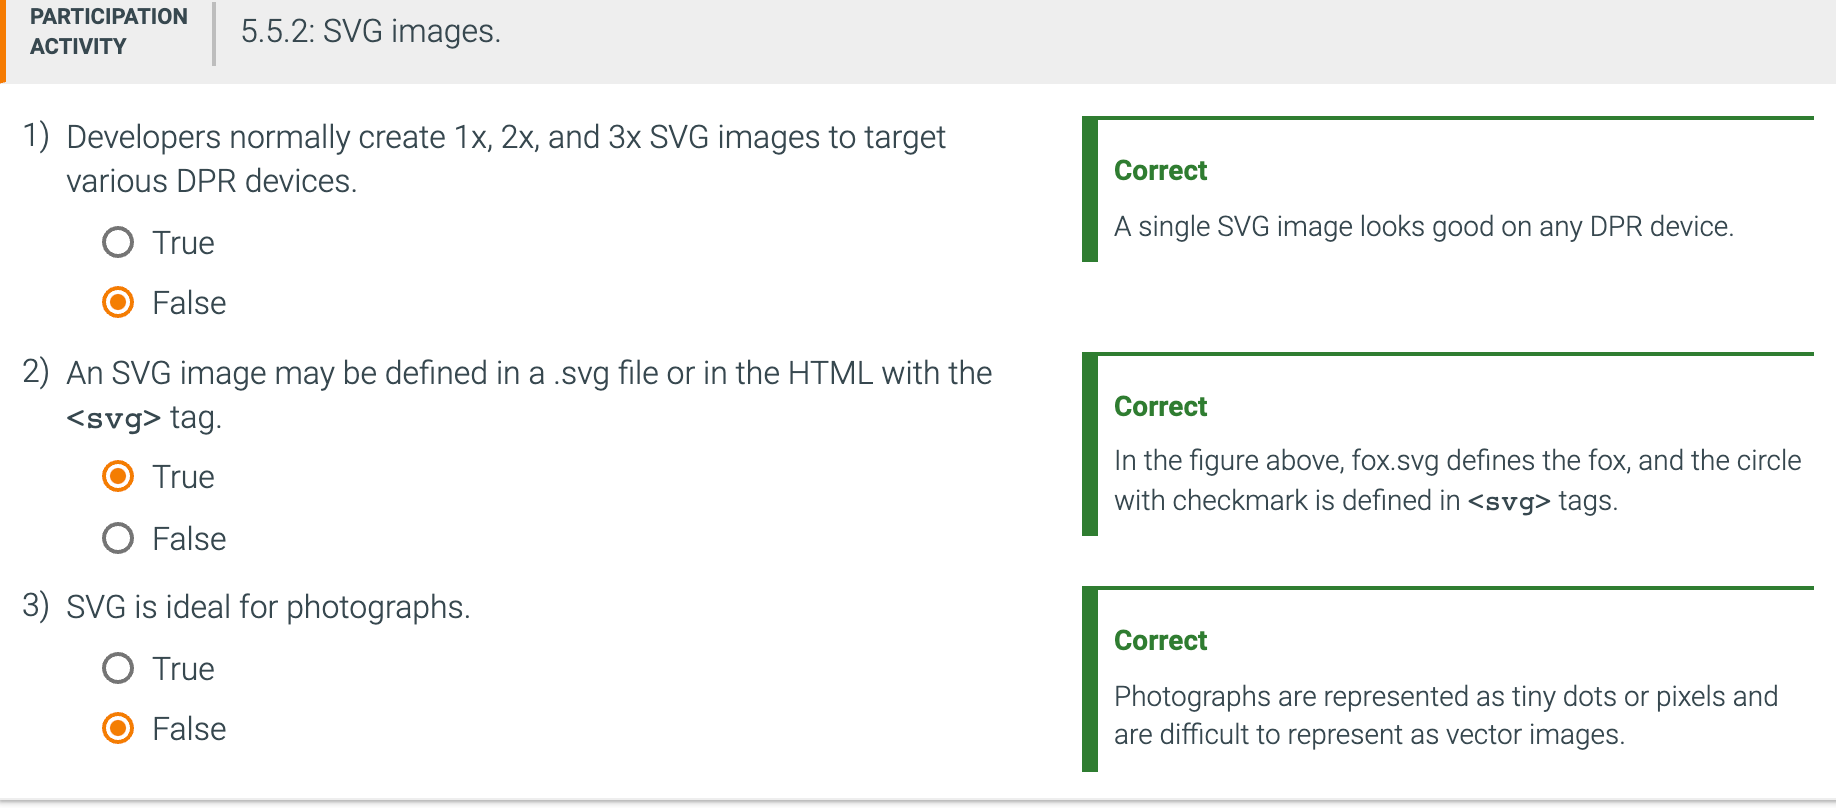 PARTICIPATION
ACTIVITY
5.5.2: SVG images.
1) Developers normally create 1x, 2x, and 3x SVG images to target
various DPR devices.
True
False
Correct
A single SVG image looks good on any DPR device.
2) An SVG image may be defined in a .svg file or in the HTML with the
<svg> tag.
True
False
Correct
In the figure above, fox.svg defines the fox, and the circle
with checkmark is defined in <svg> tags.
3) SVG is ideal for photographs.
True
False
Correct
Photographs are represented as tiny dots or pixels and
are difficult to represent as vector images.